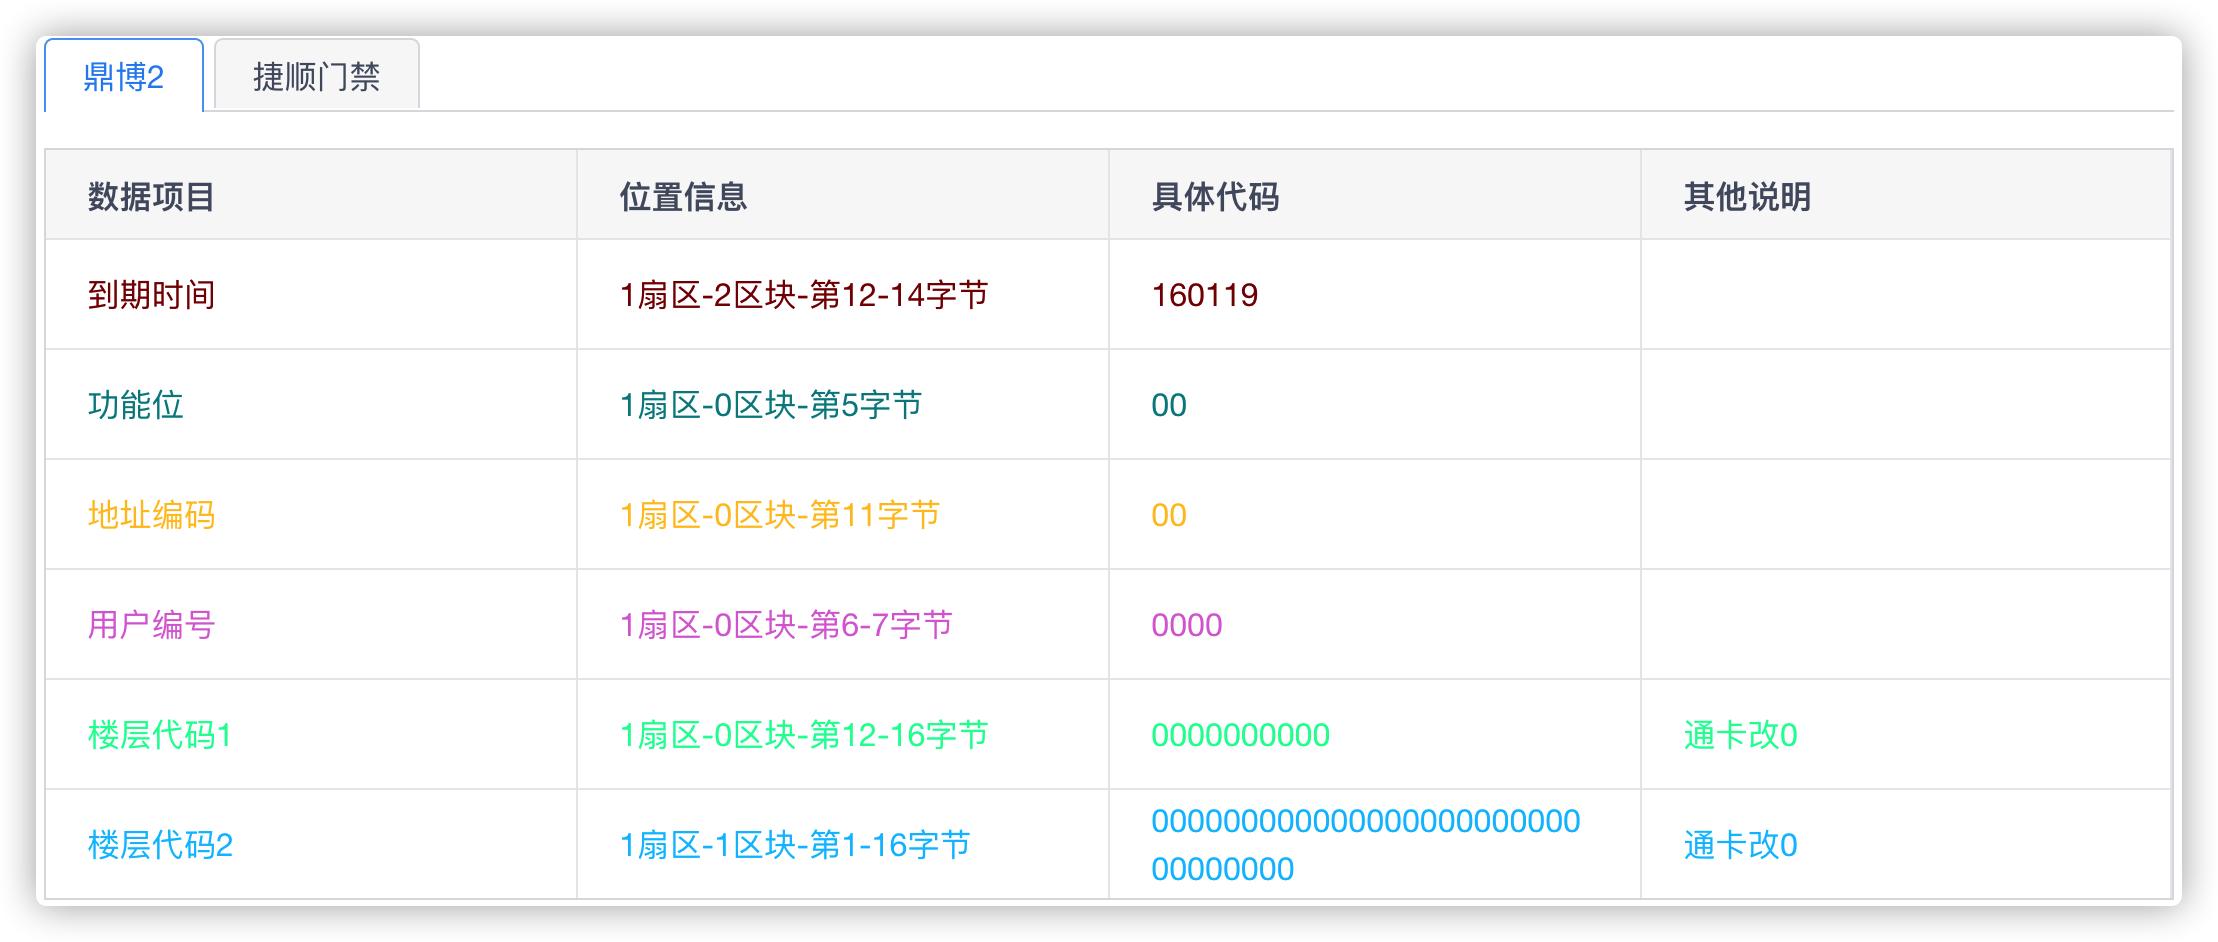 鼎博2 捷顺门禁
数据项目 位置信息 具体代码 其他说明
到期时间 1扇区-2区块-第12-14字节 160119
功能位 1扇区-0区块-第5字节 00
地址编码 1扇区-0区块-第11字节 00
用户编号 1扇区-0区块-第6-7字节 0000
楼层代码1 1扇区-0区块-第12-16字节 0000000000 通卡改0
楼层代码2 1扇区-1区块-第1-16字节 000000000000000000000000 通卡改0
00000000